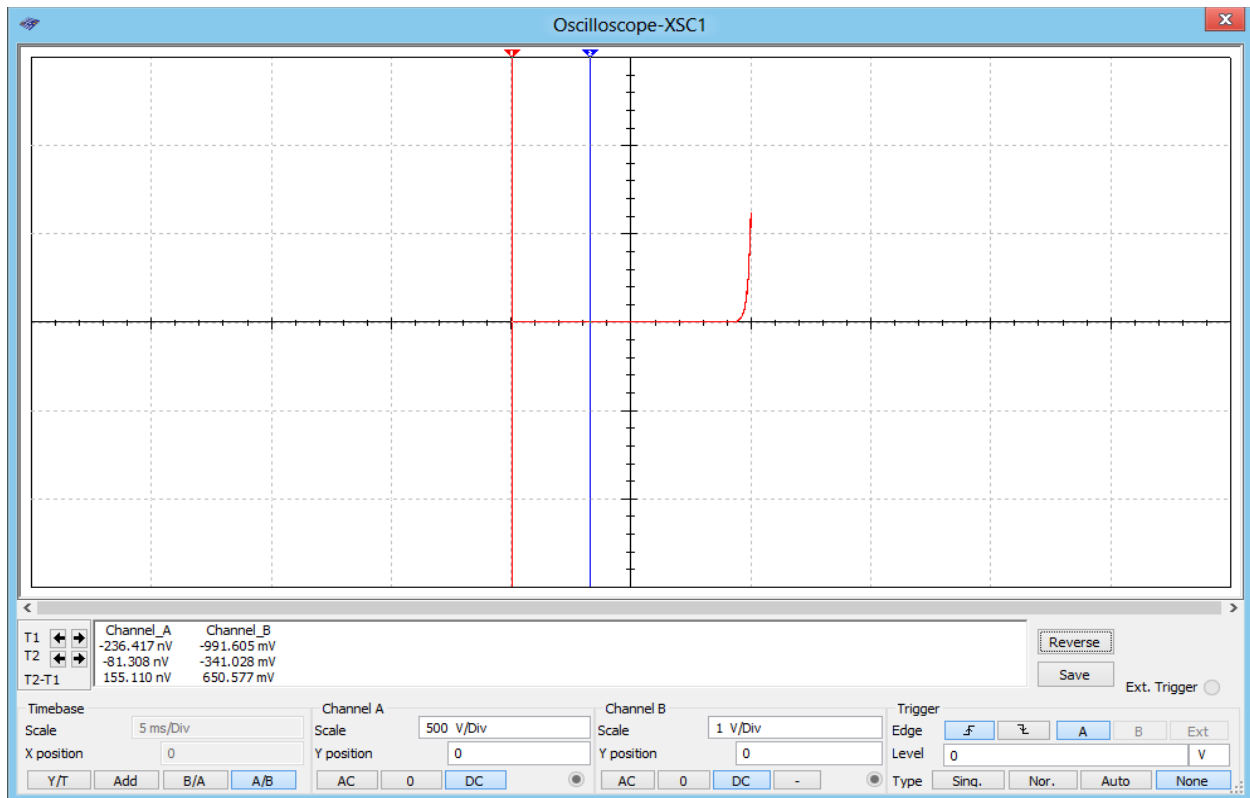 Oscilloscope-XSC1
x
1 2
< >
T1
T2
T2-T1
Channel_A Channel_B
-236.417 nV -991.605 mV
-81.308 nV -341.028 mV
155.110 nV 650.577 mV
Reverse
Save
Ext. Trigger
Timebase
Scale 5 ms/Div
X position 0
Y/T Add B/A A/B
Channel A
Scale 500 V/Div
Y position 0
AC 0 DC
Channel B
Scale 1 V/Div
Y position 0
AC 0 DC -
Trigger
Edge A B Ext
Level 0 V
Type Sing. Nor. Auto None